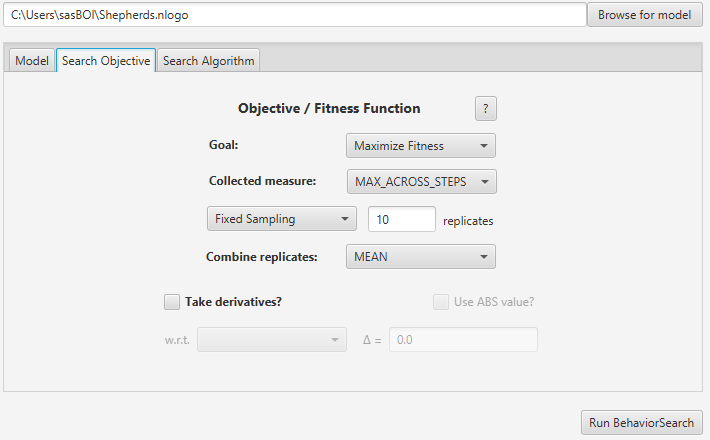 C:\Users\sasBOI\Shepherds.nlogo Browse for model
Model Search Objective Search Algorithm
Objective / Fitness Function ?
Goal: Maximize Fitness
Collected measure: MAX_ACROSS_STEPS
Fixed Sampling 10 replicates
Combine replicates: MEAN
Take derivatives? Use ABS value?
w.r.t. Δ = 0.0
Run BehaviorSearch